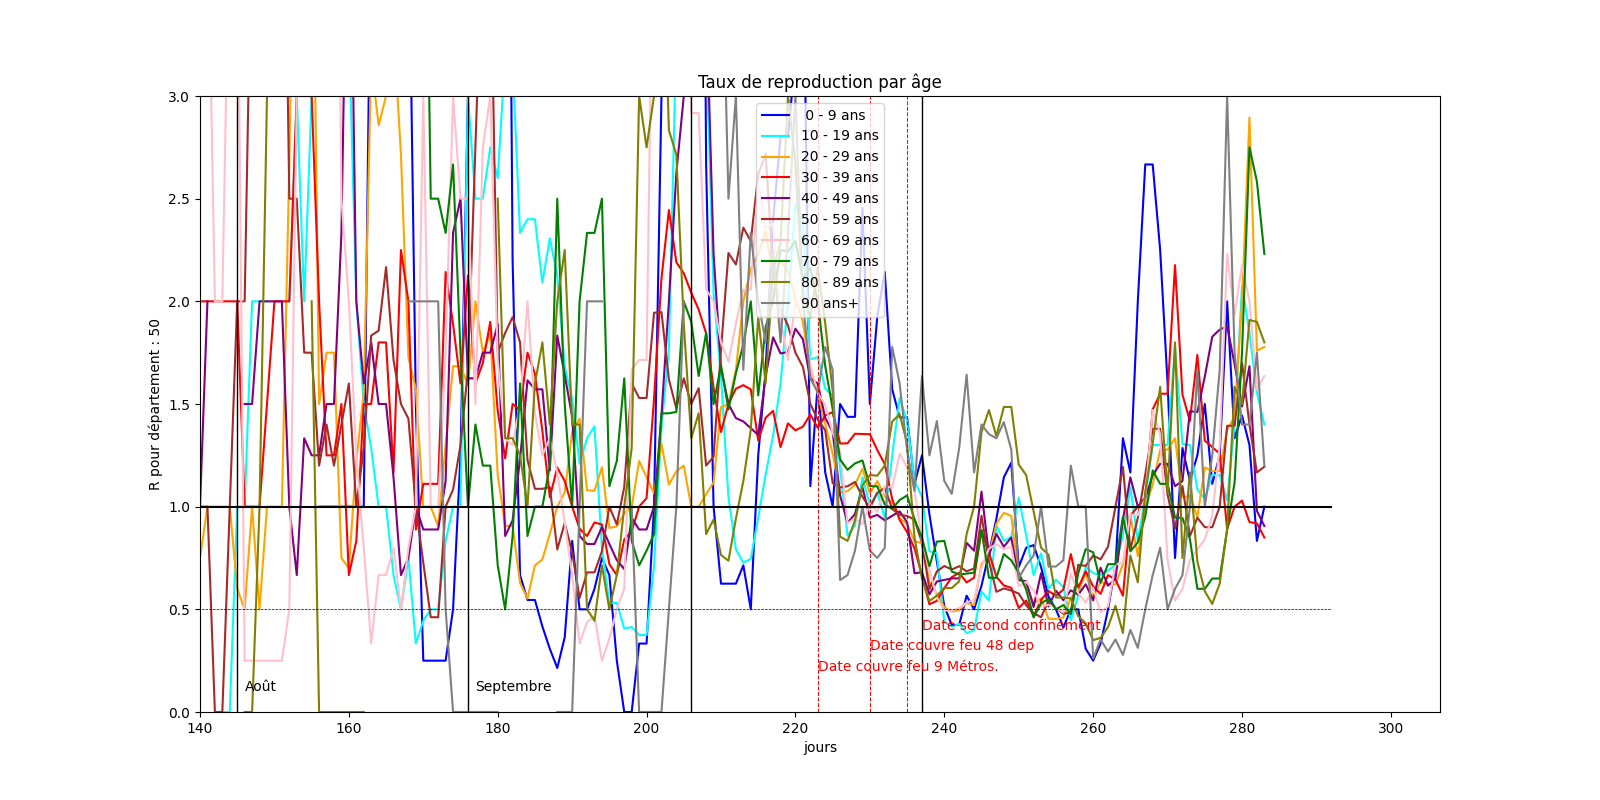 Taux de reproduction par âge
R pour département : 50
3.0
2.5
2.0
1.5
1.0
0.5
0.0
0 - 9 ans
10 - 19 ans
20 - 29 ans
30 - 39 ans
40 - 49 ans
50 - 59 ans
60 - 69 ans
70 - 79 ans
80 - 89 ans
90 ans+
Date second confinement
Date couvre feu 48 dep
Date couvre feu 9 Métros.
Août
Septembre
140 160 180 200 220 240 260 280 300
jours